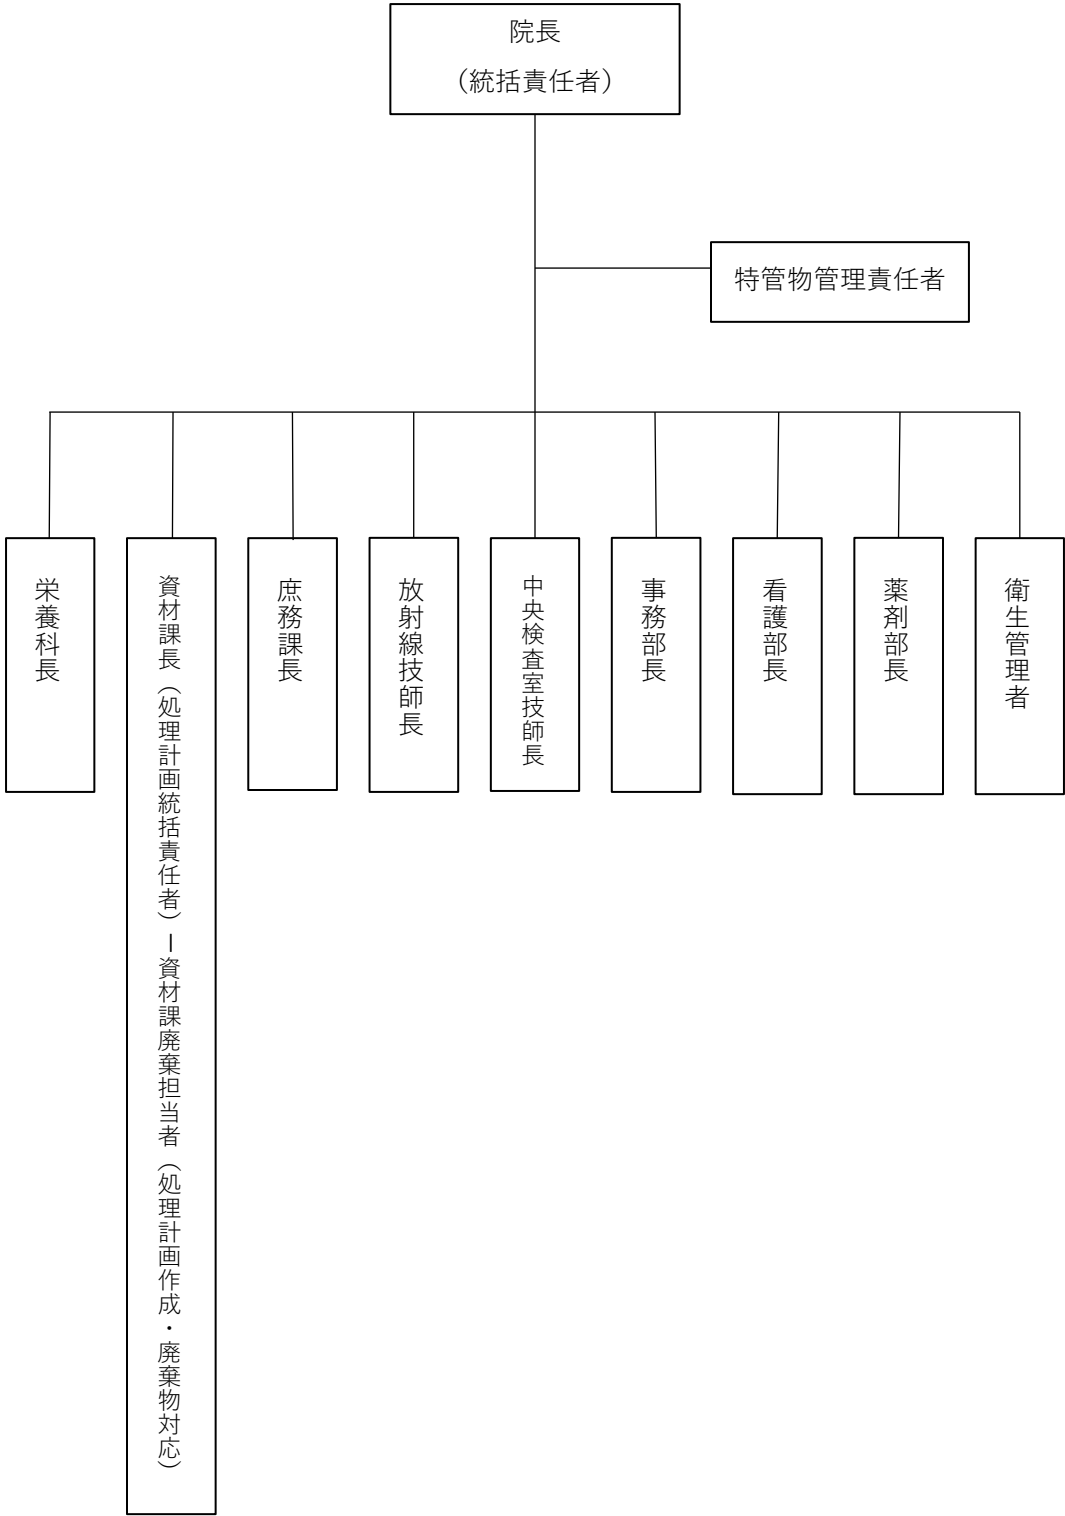 院長
（統括責任者）
特管物管理責任者
栄養科長
資材課長（処理計画統括責任者）ー資材課廃棄担当者（処理計画作成・廃棄物対応）
庶務課長
放射線技師長
中央検査室技師長
事務部長
看護部長
薬剤部長
衛生管理者